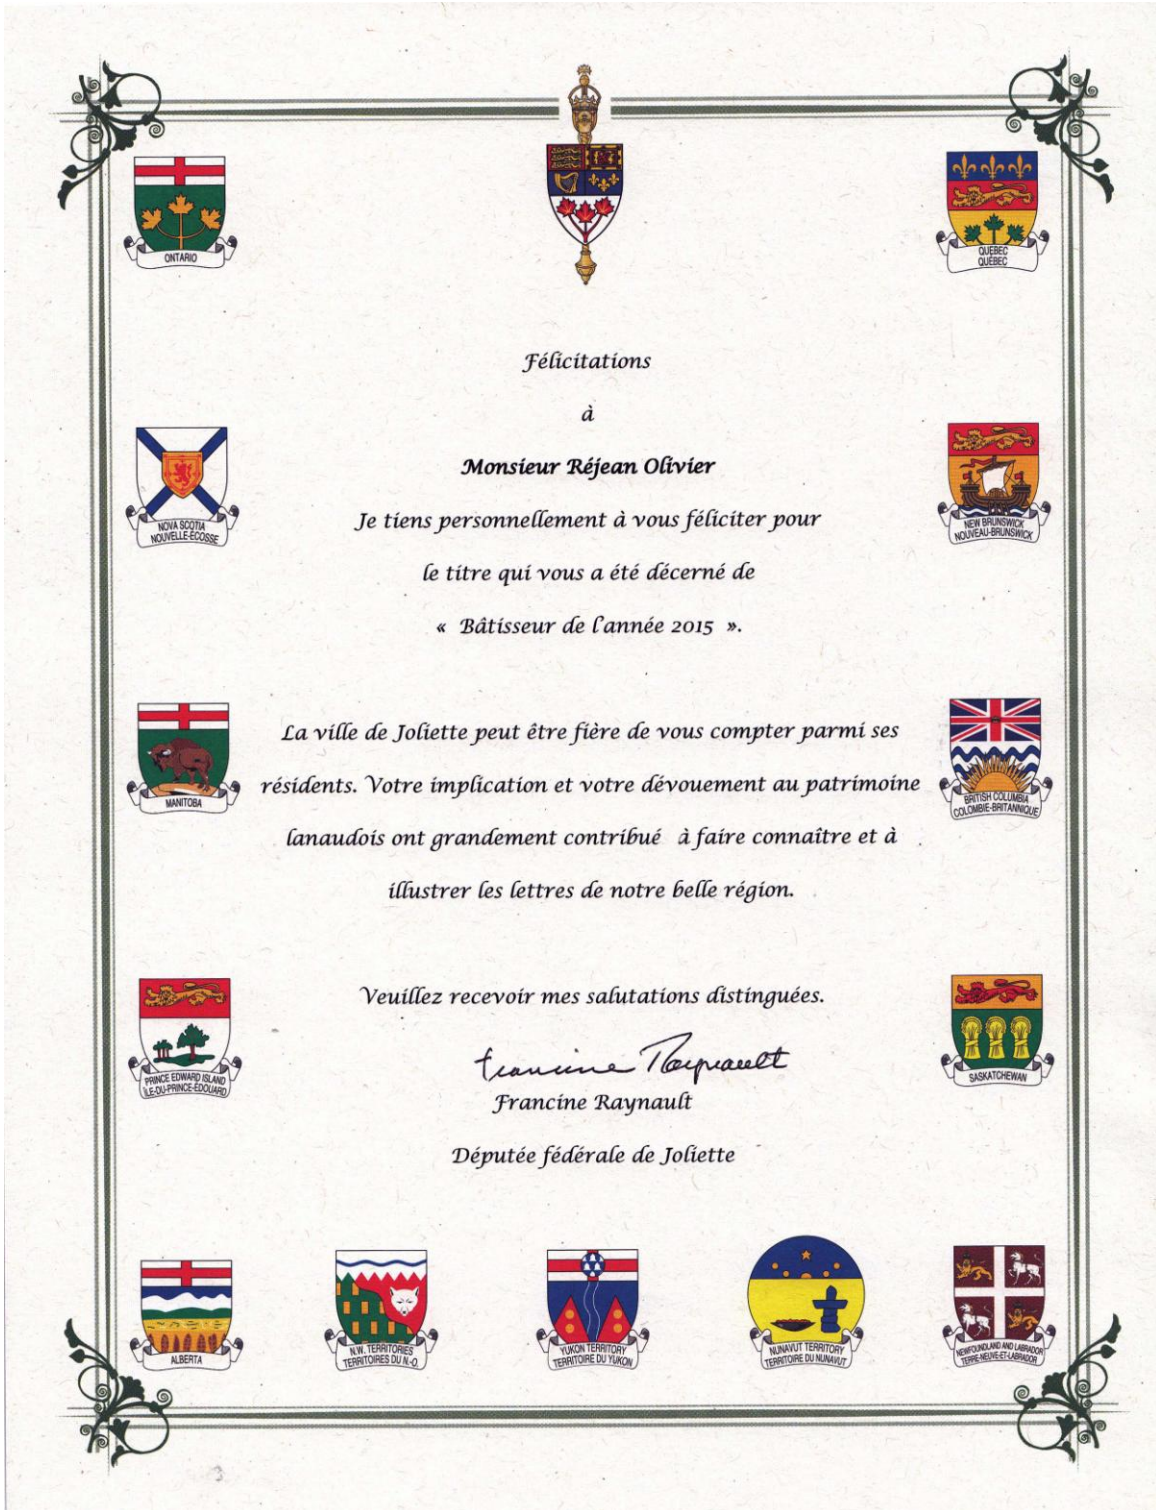 ONTARIO
QUEBEC
QUÉBEC
Félicitations
à
Monsieur Réjean Olivier
NOVA SCOTIA
NOUVELLE-ÉCOSSE
NEW BRUNSWICK
NOUVEAU-BRUNSWICK
Je tiens personnellement à vous féliciter pour
le titre qui vous a été décerné de
« Bâtisseur de l'année 2015 ».
La ville de Joliette peut être fière de vous compter parmi ses
résidents. Votre implication et votre dévouement au patrimoine
lanaudois ont grandement contribué à faire connaître et à
illustrer les lettres de notre belle région.
MANITOBA
BRITISH COLUMBIA
COLOMBIE-BRITANNIQUE
Veuillez recevoir mes salutations distinguées.
Francine Raynault
Francine Raynault
Députée fédérale de Joliette
PRINCE EDWARD ISLAND
ÎLE-DU-PRINCE-ÉDOUARD
SASKATCHEWAN
ALBERTA
N.W. TERRITORIES
TERRITOIRES DU N.-O.
YUKON TERRITORY
TERRITOIRE DU YUKON
NUNAVUT TERRITORY
TERRITOIRE DU NUNAVUT
NEWFOUNDLAND AND LABRADOR
TERRE-NEUVE-ET-LABRADOR